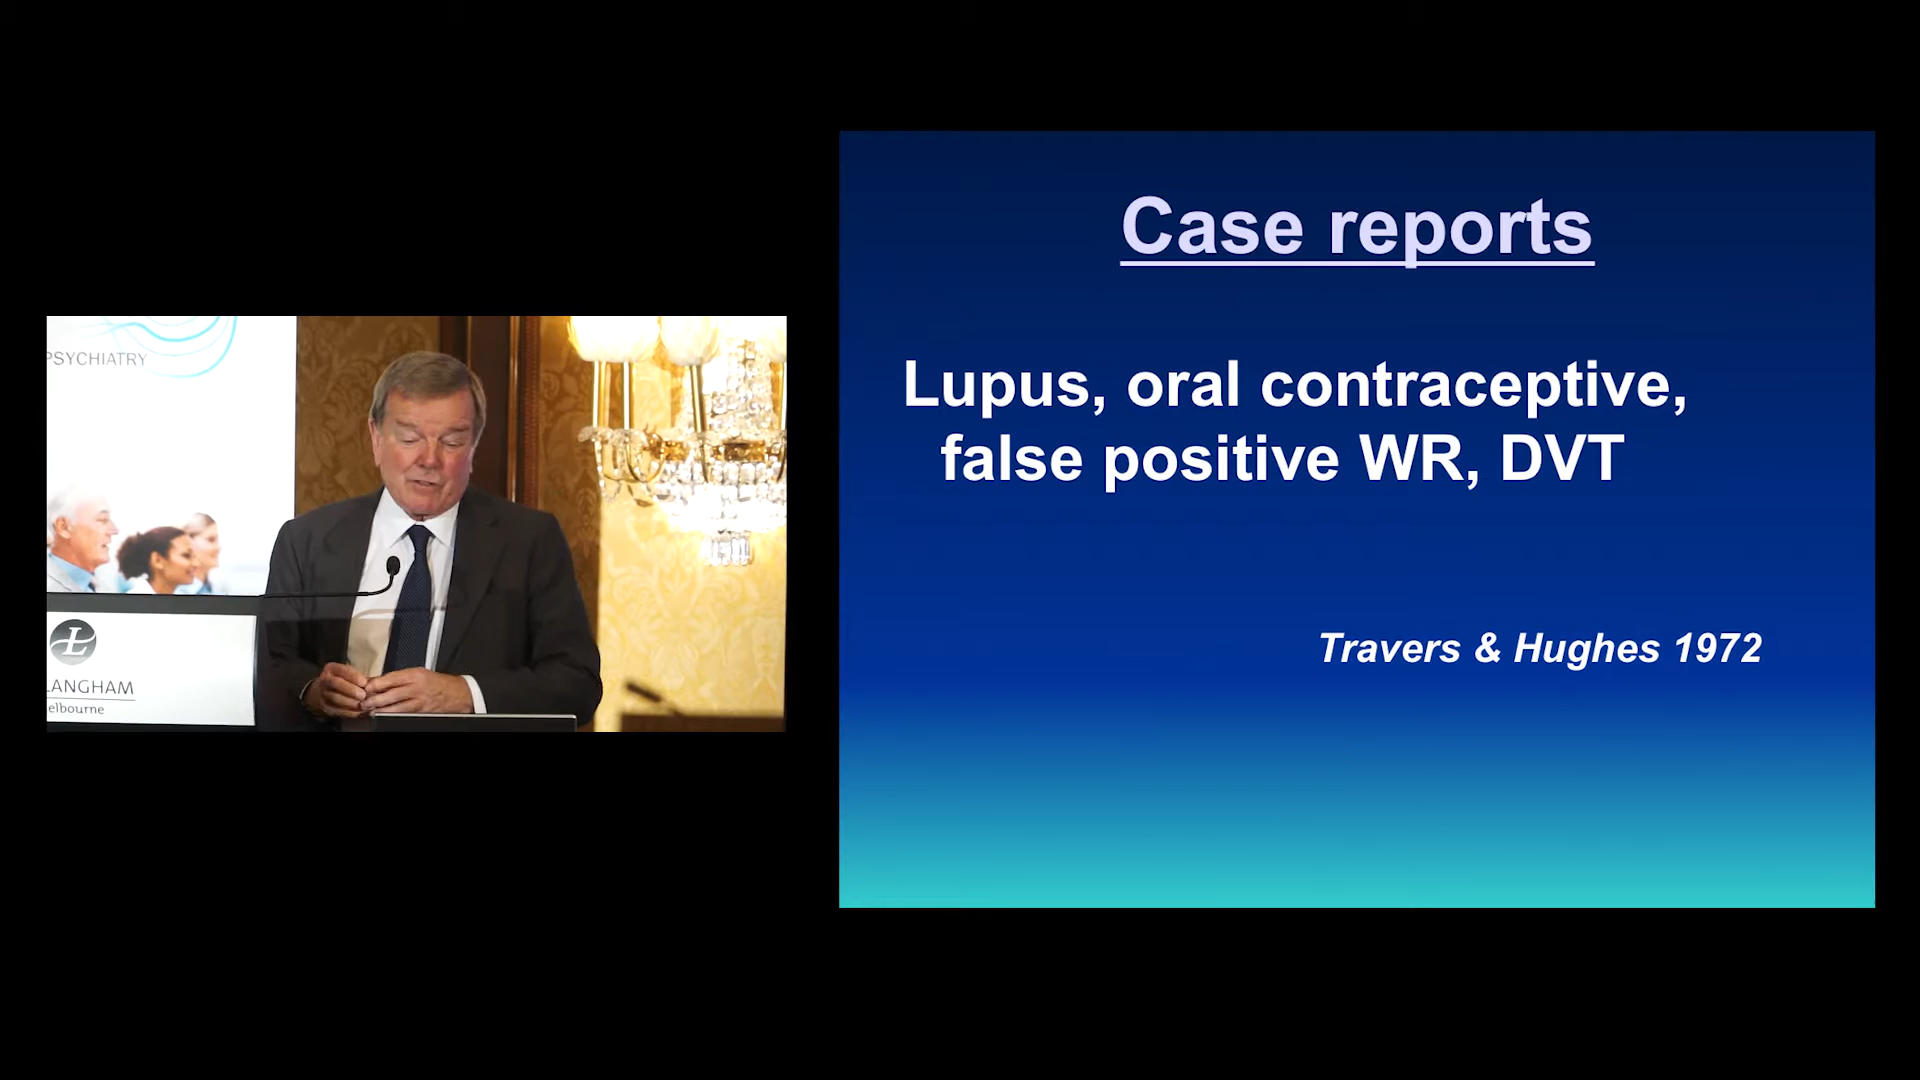 PSYCHIATRY
L
LANGHAM
elbourne
Case reports
Lupus, oral contraceptive,
false positive WR, DVT
Travers & Hughes 1972